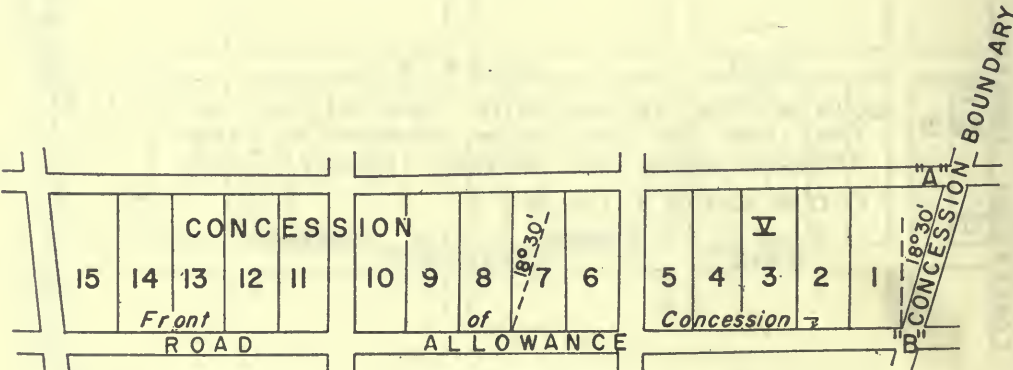 CONCESSION BOUNDARY
"A"
CONCESSION V
18°30' 18°30'
15 14 13 12 11 10 9 8 7 6 5 4 3 2 1
Front of Concession
ROAD ALLOWANCE
"B"